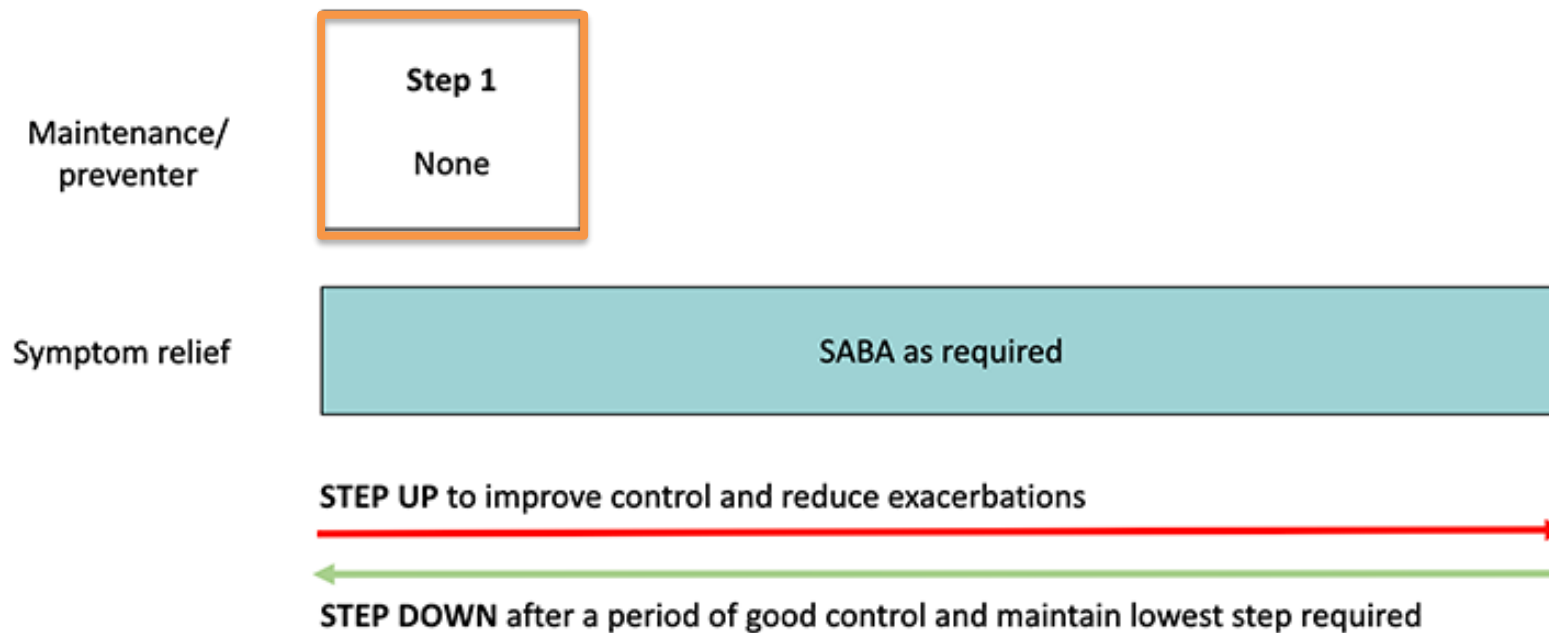 Step 1
Maintenance/
preventer
None
Symptom relief
SABA as required
STEP UP to improve control and reduce exacerbations
STEP DOWN after a period of good control and maintain lowest step required